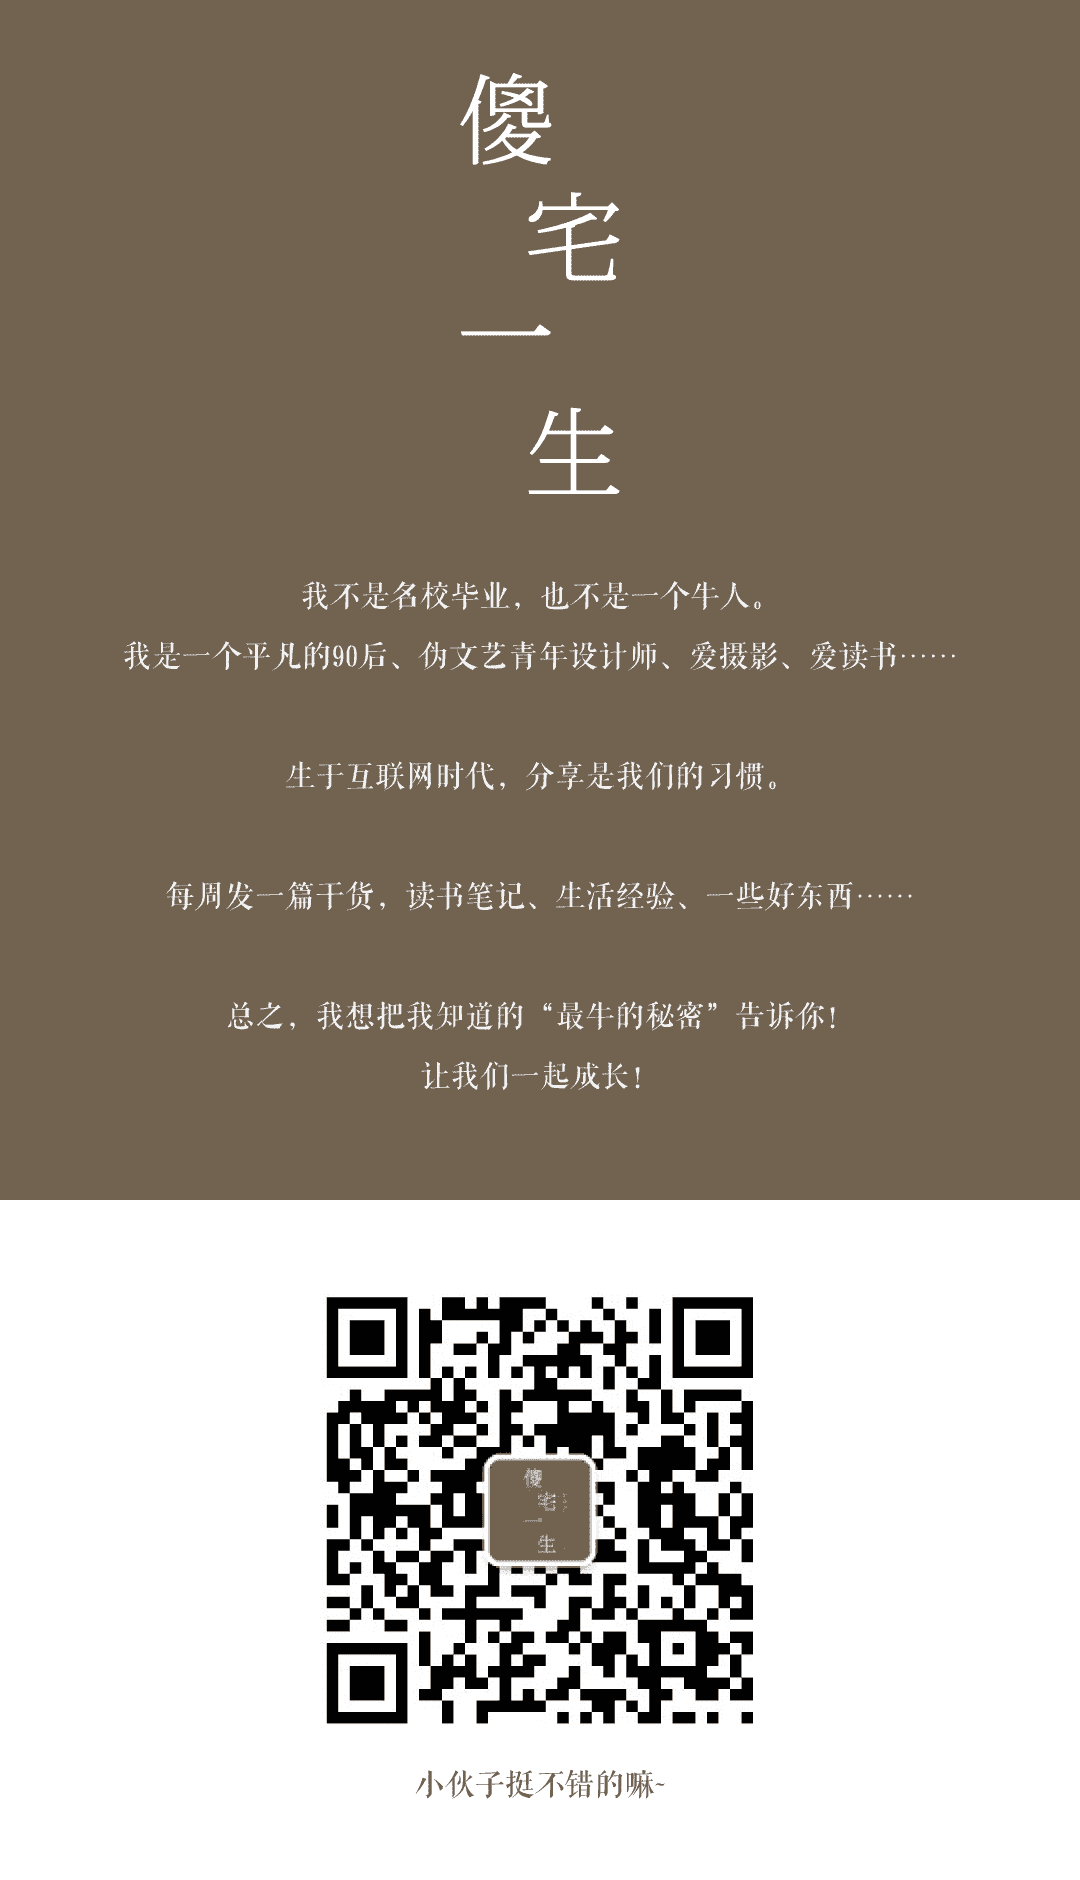 傻
宅
一
生
我不是名校毕业，也不是一个牛人。
我是一个平凡的90后、伪文艺青年设计师、爱摄影、爱读书……
生于互联网时代，分享是我们的习惯。
每周发一篇干货，读书笔记、生活经验、一些好东西……
总之，我想把我知道的“最牛的秘密”告诉你！
让我们一起成长！
傻
宅
一
生
小伙子挺不错的嘛~